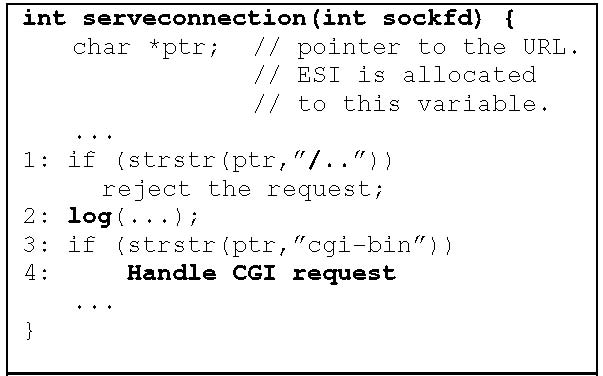 int serveconnection(int sockfd) {
char *ptr;  // pointer to the URL.
// ESI is allocated
// to this variable.
...
1: if (strstr(ptr,”/..”))
reject the request;
2: log(...);
3: if (strstr(ptr,”cgi-bin”))
4:     Handle CGI request
...
}